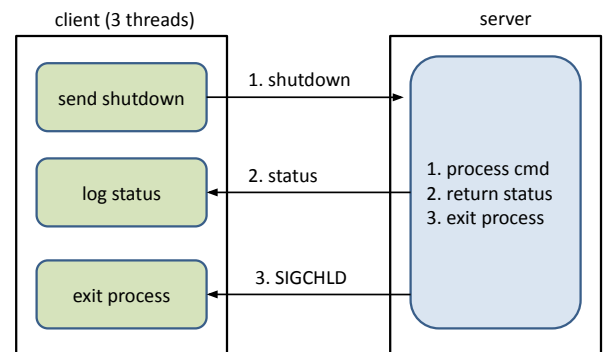 client (3 threads)
server
send shutdown
1. shutdown
log status
2. status
1. process cmd
2. return status
3. exit process
exit process
3. SIGCHLD